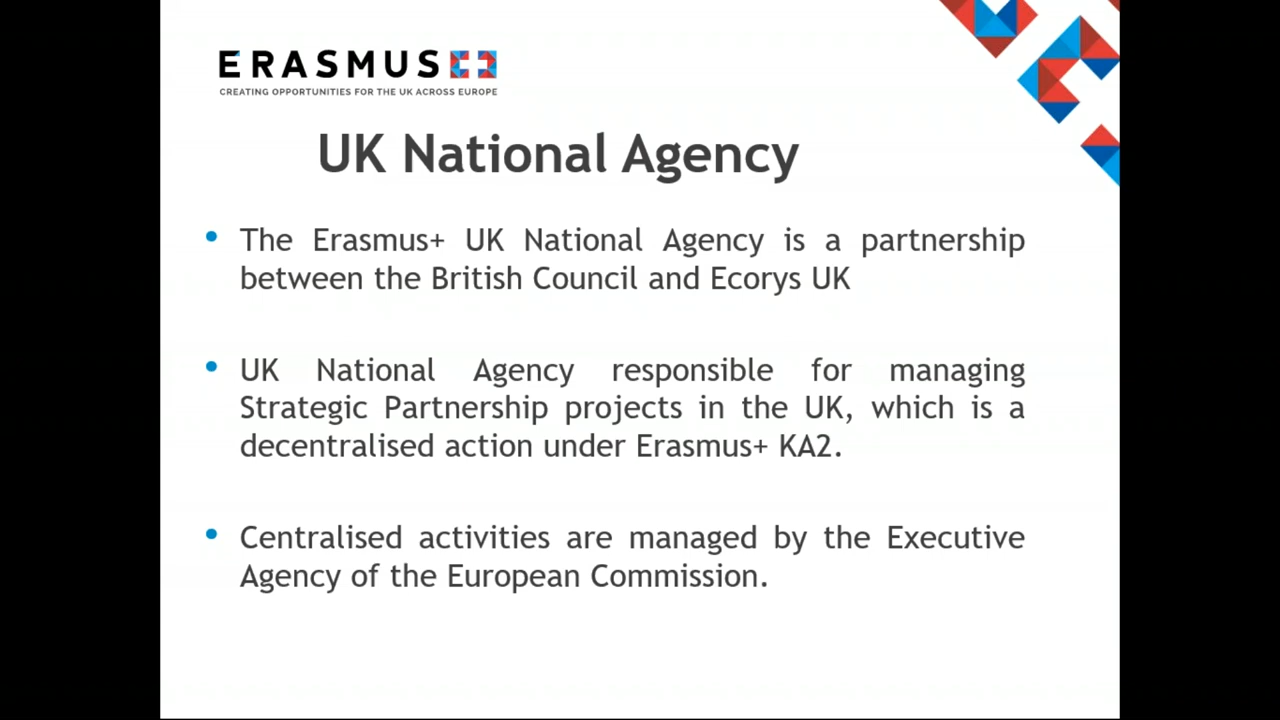 ERASMUS+
CREATING OPPORTUNITIES FOR THE UK ACROSS EUROPE
UK National Agency
• The Erasmus+ UK National Agency is a partnership
between the British Council and Ecorys UK
• UK National Agency responsible for managing
Strategic Partnership projects in the UK, which is a
decentralised action under Erasmus+ KA2.
• Centralised activities are managed by the Executive
Agency of the European Commission.